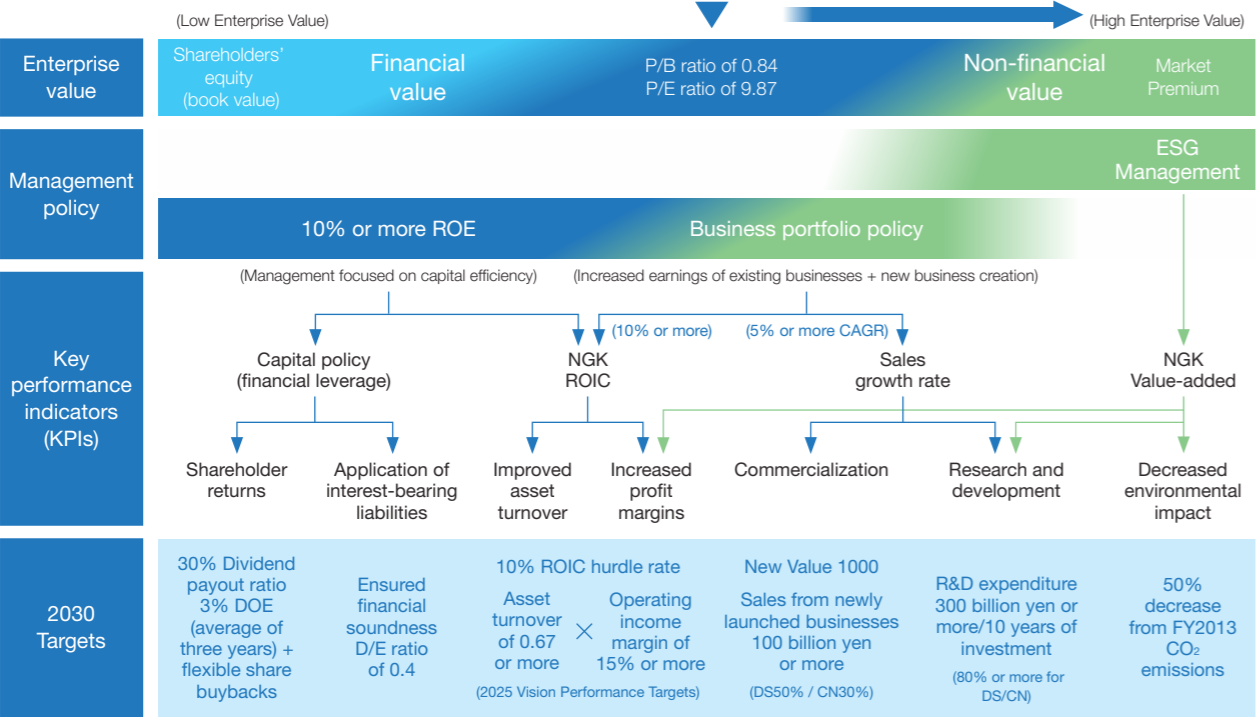 (Low Enterprise Value)
(High Enterprise Value)
Enterprise
value
Shareholders'
equity
(book value)
Financial
value
P/B ratio of 0.84
P/E ratio of 9.87
Non-financial
value
Market
Premium
Management
policy
ESG
Management
10% or more ROE
Business portfolio policy
(Management focused on capital efficiency)
(Increased earnings of existing businesses + new business creation)
Key
performance
indicators
(KPIs)
(10% or more)
(5% or more CAGR)
Capital policy
(financial leverage)
NGK
ROIC
Sales
growth rate
NGK
Value-added
Shareholder
returns
Application of
interest-bearing
liabilities
Improved
asset
turnover
Increased
profit
margins
Commercialization
Research and
development
Decreased
environmental
impact
2030
Targets
30% Dividend
payout ratio
3% DOE
(average of
three years) +
flexible share
buybacks
Ensured
financial
soundness
D/E ratio
of 0.4
10% ROIC hurdle rate
Asset
turnover
of 0.67
or more
×
Operating
income
margin of
15% or more
(2025 Vision Performance Targets)
New Value 1000
Sales from newly
launched businesses
100 billion yen
or more
(DS50% / CN30%)
R&D expenditure
300 billion yen or
more/10 years of
investment
(80% or more for
DS/CN)
50%
decrease
from FY2013
CO₂
emissions